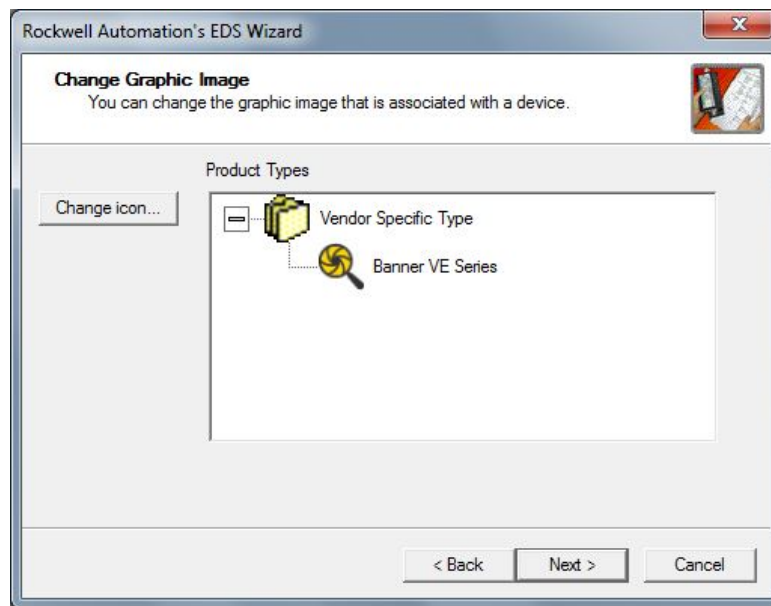 Rockwell Automation's EDS Wizard
Change Graphic Image
You can change the graphic image that is associated with a device.
Product Types
Change icon...
Vendor Specific Type
Banner VE Series
< Back
Next >
Cancel